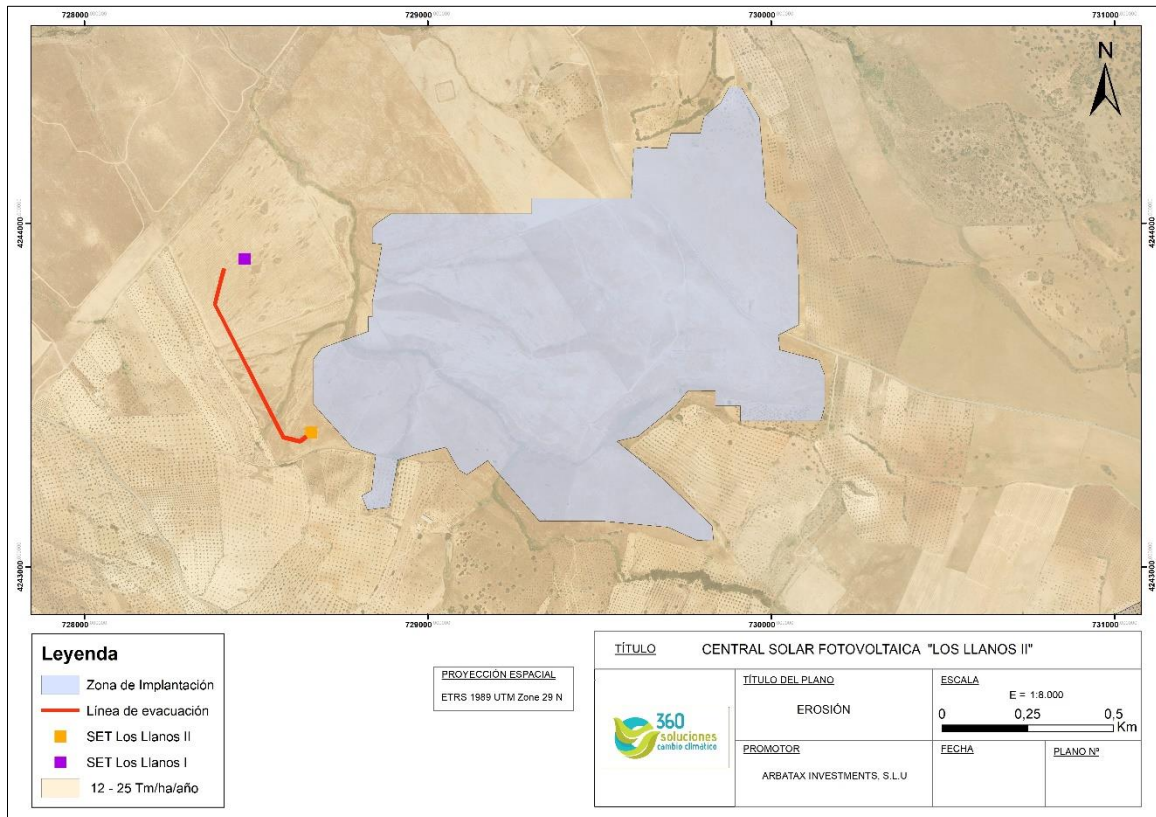 728000
729000
730000
731000
N
4244000
4244000
4243000
4243000
728000
729000
730000
731000
Leyenda
Zona de Implantación
Línea de evacuación
SET Los Llanos II
SET Los Llanos I
12 - 25 Tm/ha/año
PROYECCIÓN ESPACIAL
ETRS 1989 UTM Zone 29 N
TÍTULO
CENTRAL SOLAR FOTOVOLTAICA "LOS LLANOS II"
360
soluciones
cambio climático
TÍTULO DEL PLANO
EROSIÓN
ESCALA
E = 1:8.000
0 0,25 0,5
Km
PROMOTOR
ARBATAX INVESTMENTS, S.L.U
FECHA
PLANO Nº